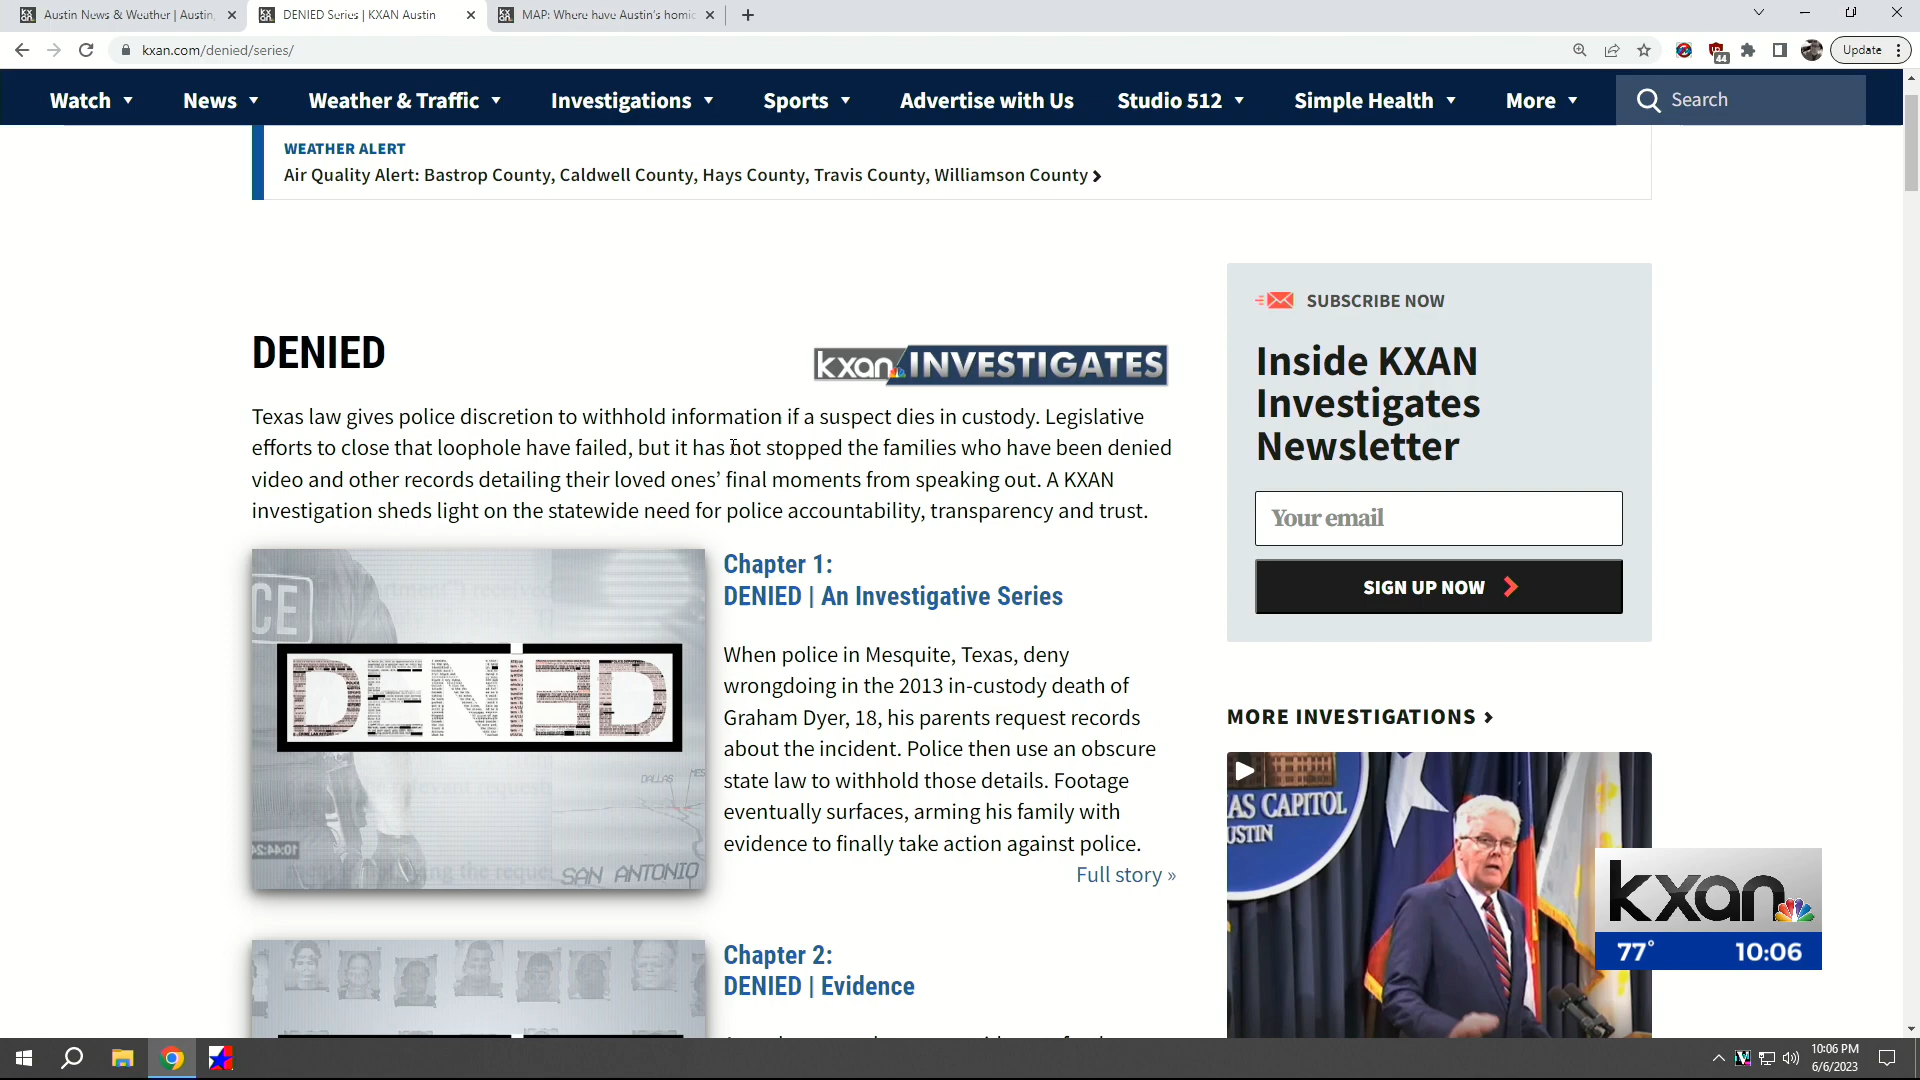 Austin News & Weather | Austin,
DENIED Series | KXAN Austin
MAP: Where have Austin's homic
kxan.com/denied/series/
44
Update
Watch
News
Weather & Traffic
Investigations
Sports
Advertise with Us
Studio 512
Simple Health
More
Search
WEATHER ALERT
Air Quality Alert: Bastrop County, Caldwell County, Hays County, Travis County, Williamson County
DENIED
kxan INVESTIGATES
Texas law gives police discretion to withhold information if a suspect dies in custody. Legislative
efforts to close that loophole have failed, but it has not stopped the families who have been denied
video and other records detailing their loved ones’ final moments from speaking out. A KXAN
investigation sheds light on the statewide need for police accountability, transparency and trust.
CE
DENIED
DALLAS
SAN ANTONIO
Chapter 1:
DENIED | An Investigative Series
When police in Mesquite, Texas, deny
wrongdoing in the 2013 in-custody death of
Graham Dyer, 18, his parents request records
about the incident. Police then use an obscure
state law to withhold those details. Footage
eventually surfaces, arming his family with
evidence to finally take action against police.
Full story »
Chapter 2:
DENIED | Evidence
SUBSCRIBE NOW
Inside KXAN
Investigates
Newsletter
Your email
SIGN UP NOW
MORE INVESTIGATIONS
AS CAPITOL
USTIN
kxan
77°
10:06
10:06 PM
6/6/2023